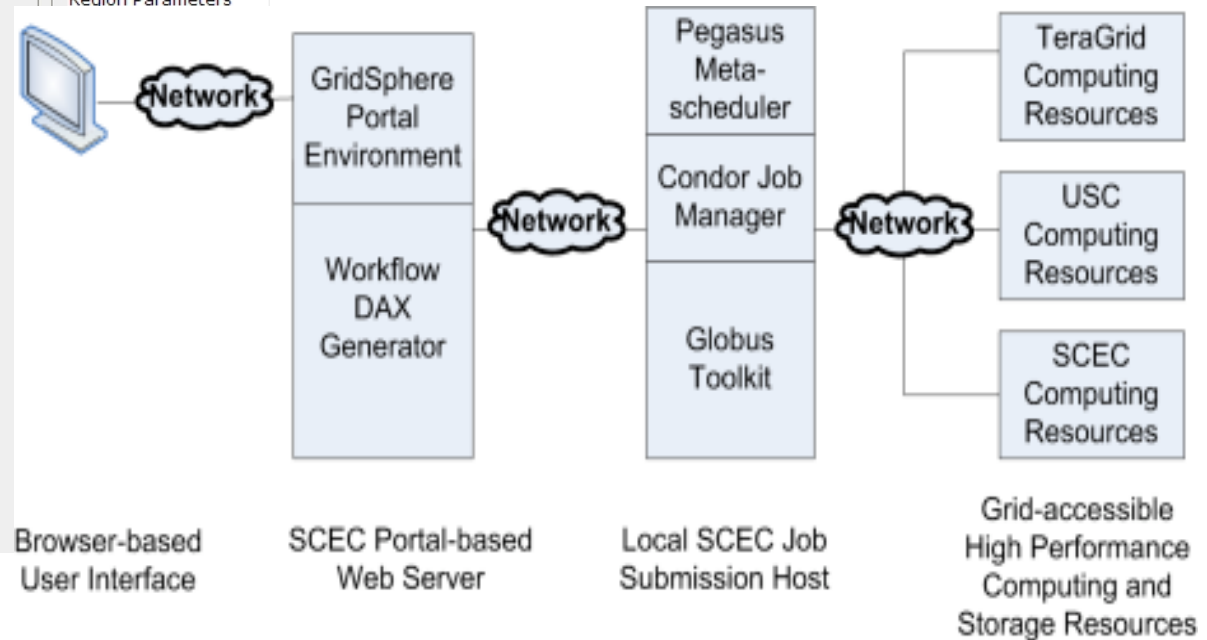 Region Parameters
Network
GridSphere
Portal
Environment
Workflow
DAX
Generator
Network
Pegasus
Meta-
scheduler
Condor Job
Manager
Globus
Toolkit
Network
TeraGrid
Computing
Resources
USC
Computing
Resources
SCEC
Computing
Resources
Browser-based
User Interface
SCEC Portal-based
Web Server
Local SCEC Job
Submission Host
Grid-accessible
High Performance
Computing and
Storage Resources